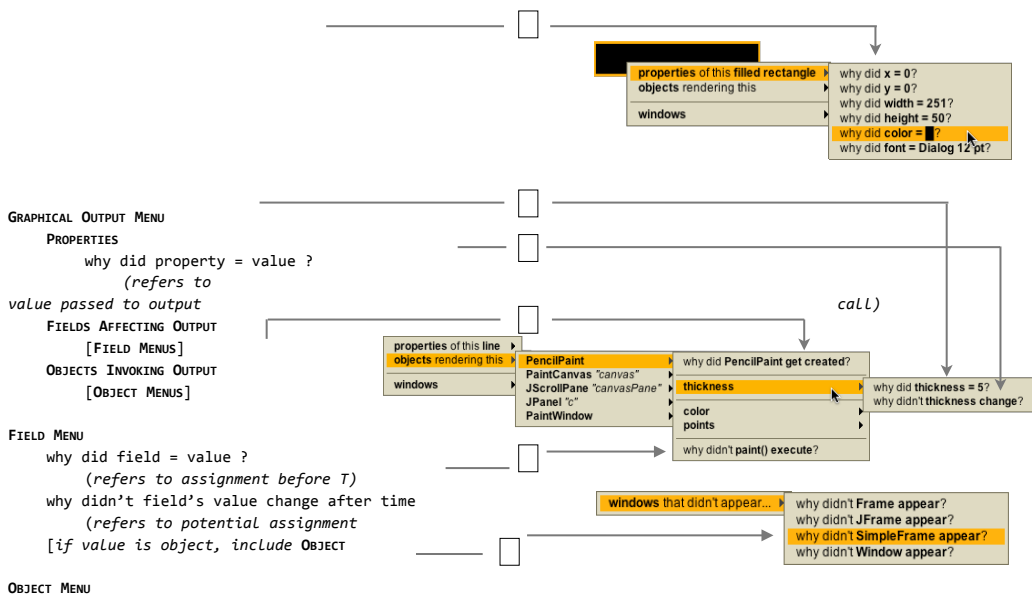 properties of this filled rectangle
objects rendering this
windows
why did x = 0?
why did y = 0?
why did width = 251?
why did height = 50?
why did color = ?
why did font = Dialog 12 pt?
GRAPHICAL OUTPUT MENU
PROPERTIES
why did property = value ?
(refers to
value passed to output call)
FIELDS AFFECTING OUTPUT
[FIELD MENUS]
OBJECTS INVOKING OUTPUT
[OBJECT MENUS]
properties of this line
objects rendering this
windows
PencilPaint
PaintCanvas "canvas"
JScrollPane "canvasPane"
JPanel "c"
PaintWindow
why did PencilPaint get created?
thickness
color
points
why didn't paint() execute?
why did thickness = 5?
why didn't thickness change?
FIELD MENU
why did field = value ?
(refers to assignment before T)
why didn't field's value change after time
(refers to potential assignment
[if value is object, include OBJECT
windows that didn't appear...
why didn't Frame appear?
why didn't JFrame appear?
why didn't SimpleFrame appear?
why didn't Window appear?
OBJECT MENU